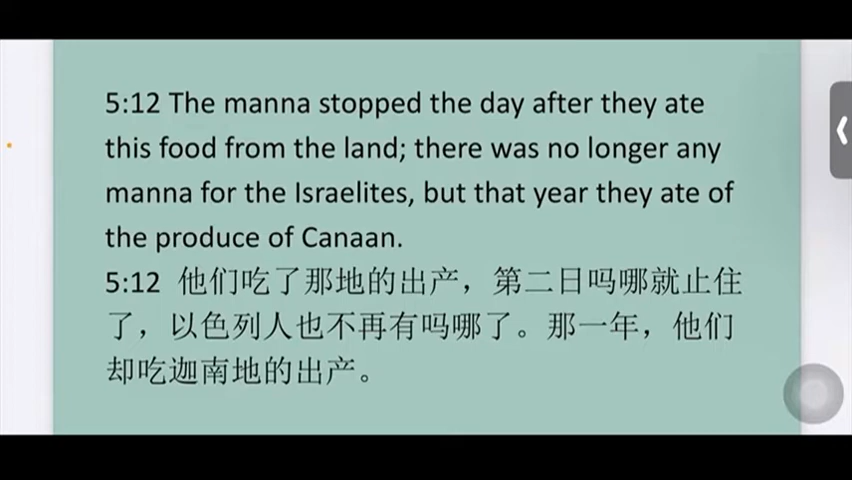 5:12 The manna stopped the day after they ate
this food from the land; there was no longer any
manna for the Israelites, but that year they ate of
the produce of Canaan.
5:12 他们吃了那地的出产，第二日吗哪就止住
了，以色列人也不再有吗哪了。那一年，他们
却吃迦南地的出产。